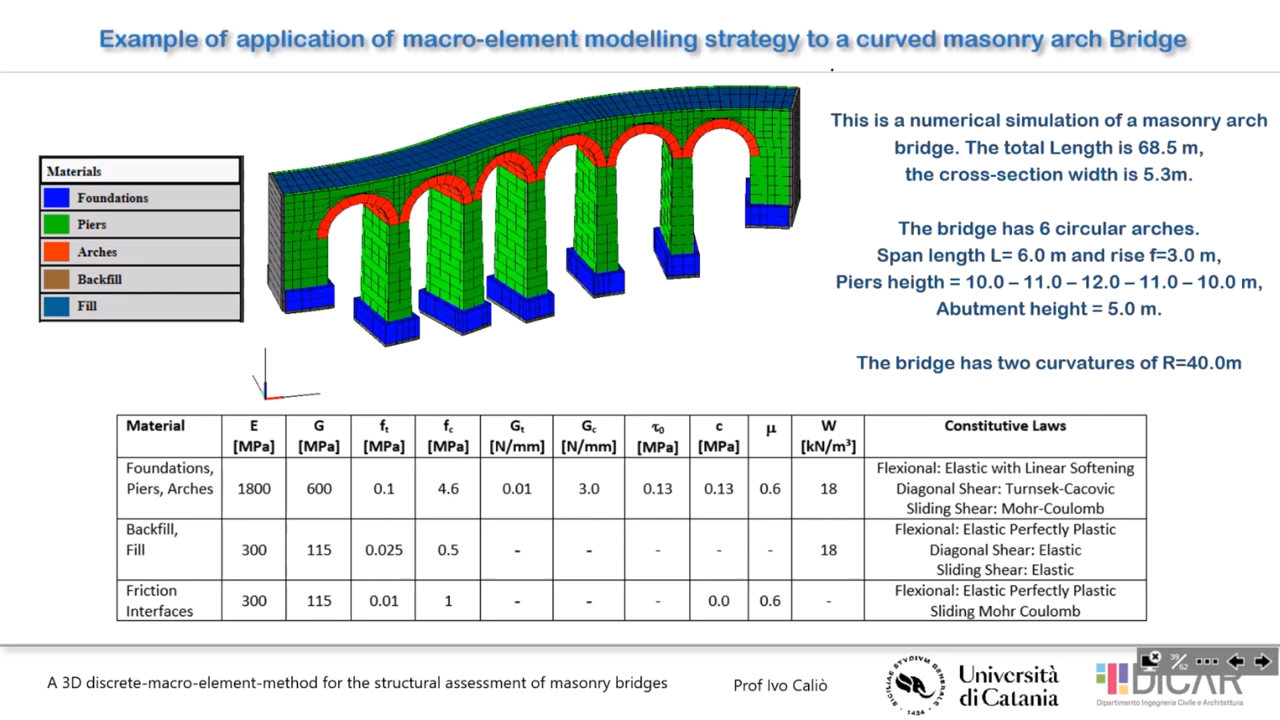 Example of application of macro-element modelling strategy to a curved masonry arch Bridge
This is a numerical simulation of a masonry arch
bridge. The total Length is 68.5 m,
the cross-section width is 5.3m.
The bridge has 6 circular arches.
Span length L= 6.0 m and rise f=3.0 m,
Piers heigth = 10.0 – 11.0 – 12.0 – 11.0 – 10.0 m,
Abutment height = 5.0 m.
The bridge has two curvatures of R=40.0m
Materials
Foundations
Piers
Arches
Backfill
Fill
Material E [MPa] G [MPa] fₜ [MPa] f꜀ [MPa] Gₜ [N/mm] G꜀ [N/mm] τ₀ [MPa] c [MPa] μ W [kN/m³] Constitutive Laws
Foundations, Piers, Arches 1800 600 0.1 4.6 0.01 3.0 0.13 0.13 0.6 18 Flexional: Elastic with Linear Softening
Diagonal Shear: Turnsek-Cacovic
Sliding Shear: Mohr-Coulomb
Backfill, Fill 300 115 0.025 0.5 - - - - - 18 Flexional: Elastic Perfectly Plastic
Diagonal Shear: Elastic
Sliding Shear: Elastic
Friction Interfaces 300 115 0.01 1 - - - 0.0 0.6 - Flexional: Elastic Perfectly Plastic
Sliding Mohr Coulomb
A 3D discrete-macro-element-method for the structural assessment of masonry bridges
Prof Ivo Caliò
SICILIAE STVDIVM GENERALE
1434
Università
di Catania
DICAR
Dipartimento Ingegneria Civile e Architettura
39/62